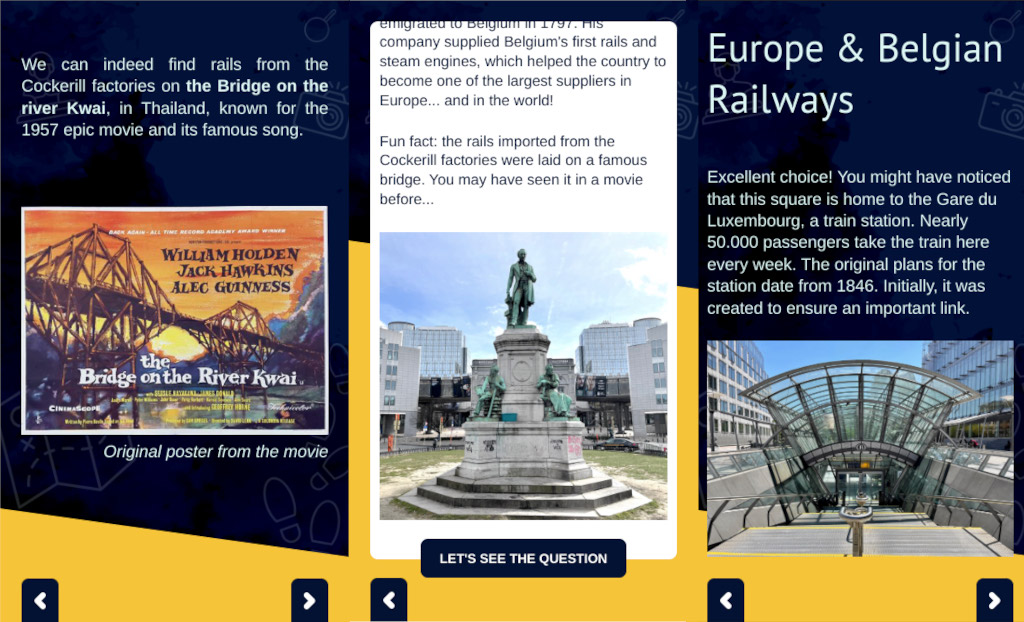 We can indeed find rails from the
Cockerill factories on the Bridge on the
river Kwai, in Thailand, known for the
1957 epic movie and its famous song.
BACK AGAIN - ALL TIME RECORD ACADEMY AWARD WINNER
WILLIAM HOLDEN
JACK HAWKINS
ALEC GUINNESS
the
Bridge on the River Kwai
CINEMASCOPE
GEOFFREY HORNE
Technicolor
Original poster from the movie
emigrated to Belgium in 1797. His
company supplied Belgium's first rails and
steam engines, which helped the country to
become one of the largest suppliers in
Europe... and in the world!
Fun fact: the rails imported from the
Cockerill factories were laid on a famous
bridge. You may have seen it in a movie
before...
LET'S SEE THE QUESTION
Europe & Belgian
Railways
Excellent choice! You might have noticed
that this square is home to the Gare du
Luxembourg, a train station. Nearly
50.000 passengers take the train here
every week. The original plans for the
station date from 1846. Initially, it was
created to ensure an important link.